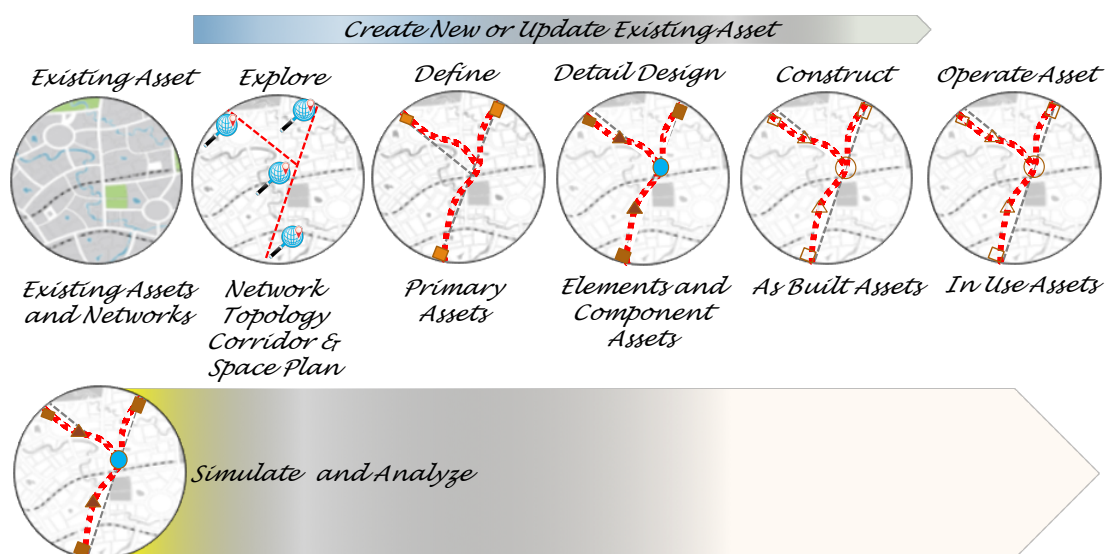 Create New or Update Existing Asset
Existing Asset
Explore
Define
Detail Design
Construct
Operate Asset
Existing Assets
and Networks
Network
Topology
Corridor &
Space Plan
Primary
Assets
Elements and
Component
Assets
As Built Assets
In Use Assets
Simulate and Analyze